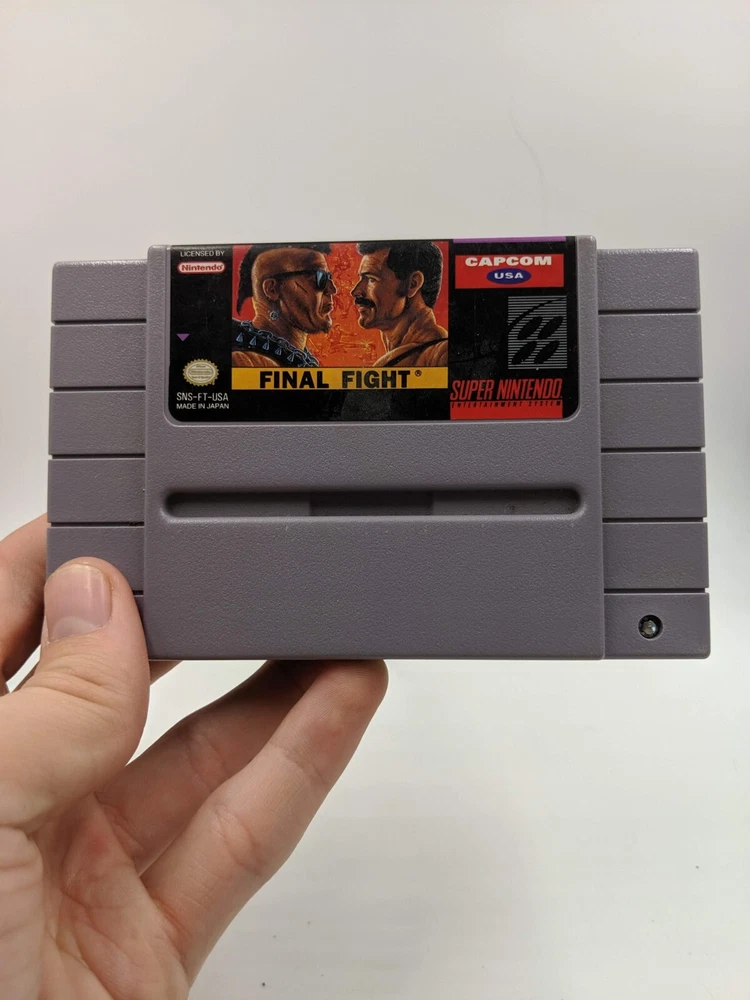 LICENSED BY
Nintendo
SNS-FT-USA
MADE IN JAPAN
FINAL FIGHT®
CAPCOM
USA
SUPER NINTENDO
ENTERTAINMENT SYSTEM